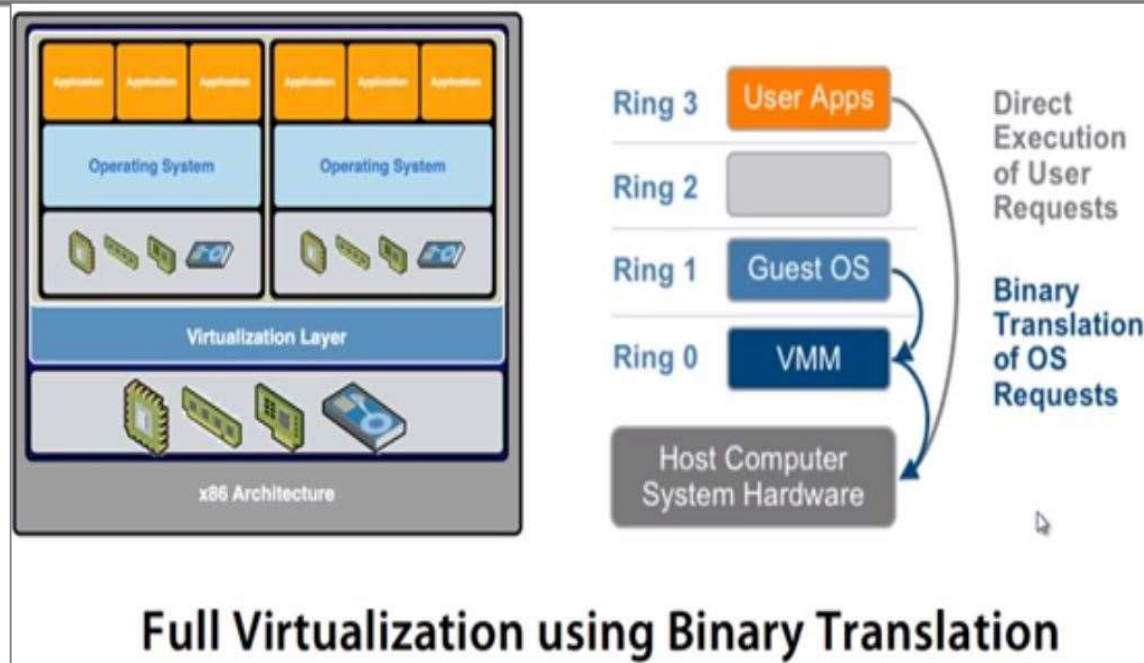 Application Application Application Application Application Application
Operating System Operating System
Virtualization Layer
x86 Architecture
Ring 3 User Apps
Ring 2
Ring 1 Guest OS
Ring 0 VMM
Host Computer
System Hardware
Direct
Execution
of User
Requests
Binary
Translation
of OS
Requests
Full Virtualization using Binary Translation